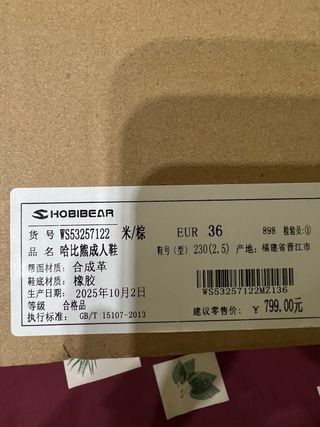 HOBIBEAR
货 号 WS53257122 米/棕 EUR 36 898 检验员:①
品 名 哈比熊成人鞋 鞋号(型) 230(2.5) 产地: 福建省晋江市
帮面材质: 合成革
鞋底材质: 橡胶
生产日期: 2025年10月2日
等级 合格品
执行标准: GB/T 15107-2013
WS53257122MZ136
建议零售价: ¥ 799.00元